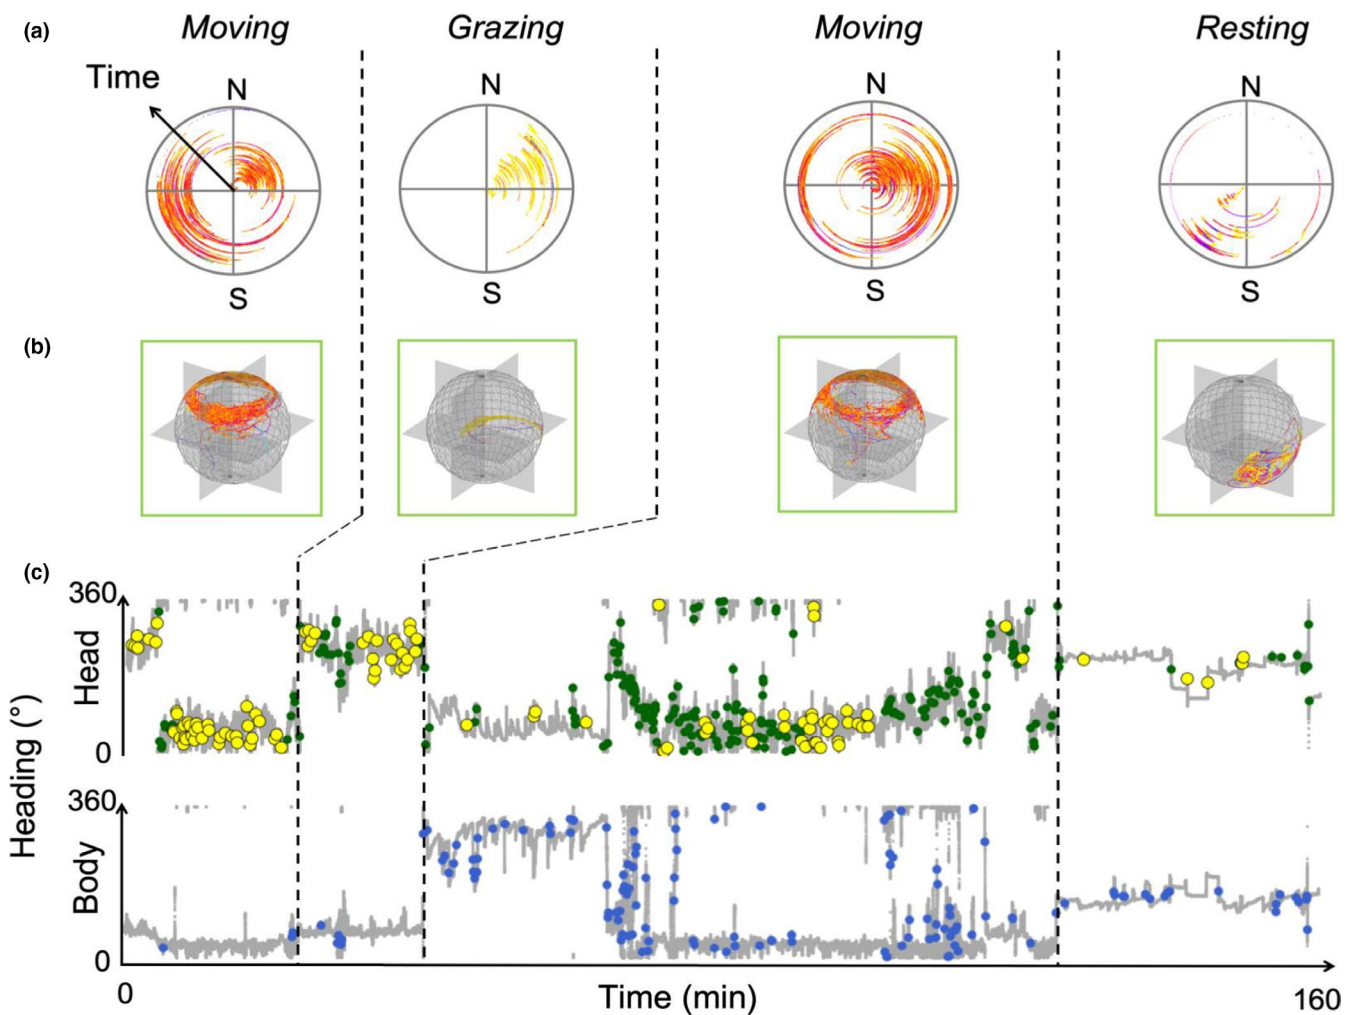 (a)
Moving
Grazing
Moving
Resting
Time
N
N
N
N
S
S
S
S
(b)
(c)
Heading (°)
360
Head
0
360
Body
0
0
Time (min)
160